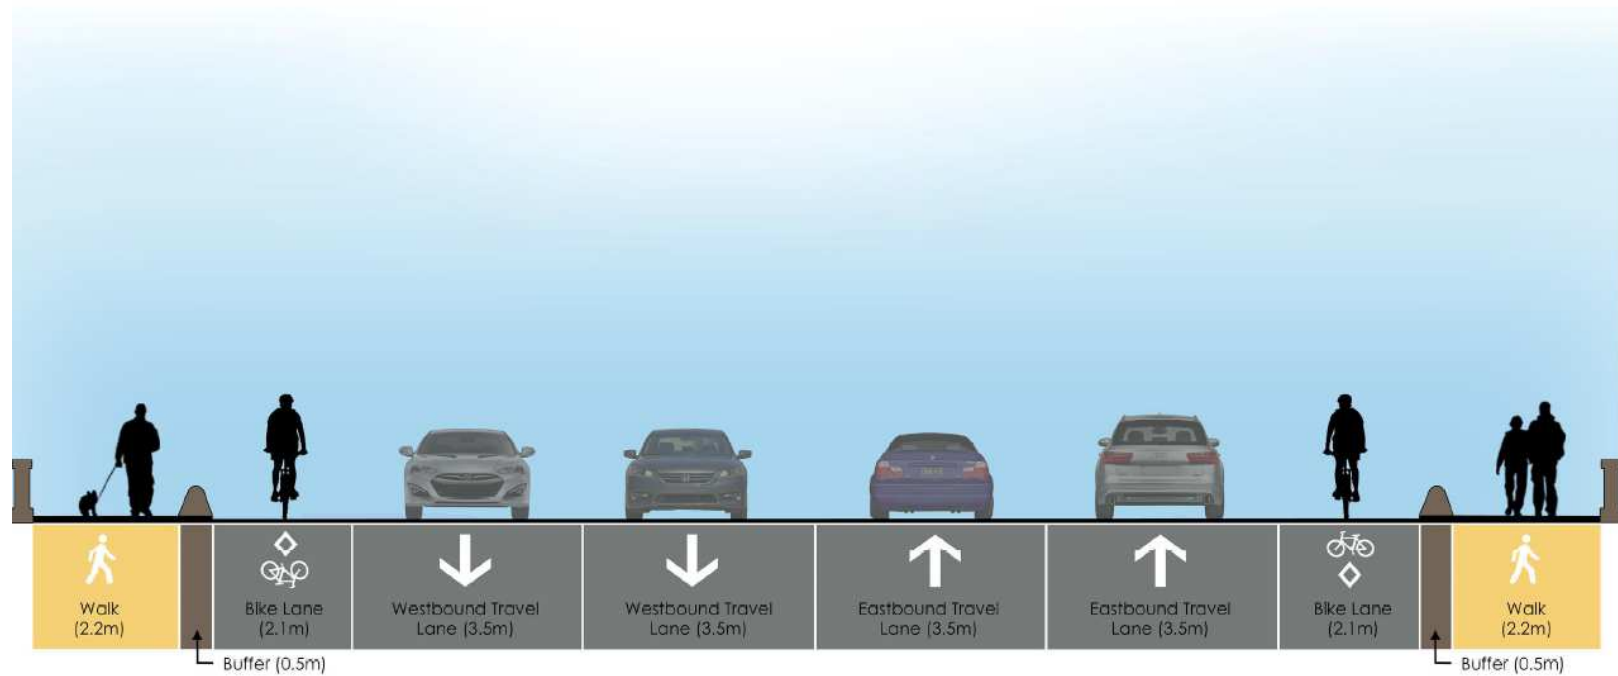 Walk
(2.2m)
Buffer (0.5m)
Bike Lane
(2.1m)
Westbound Travel
Lane (3.5m)
Westbound Travel
Lane (3.5m)
Eastbound Travel
Lane (3.5m)
Eastbound Travel
Lane (3.5m)
Bike Lane
(2.1m)
Buffer (0.5m)
Walk
(2.2m)